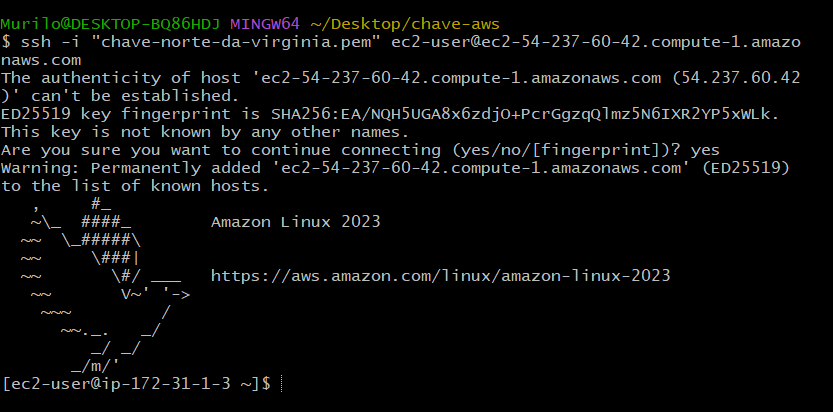 Murilo@DESKTOP-BQ86HDJ MINGW64 ~/Desktop/chave-aws
$ ssh -i "chave-norte-da-virginia.pem" ec2-user@ec2-54-237-60-42.compute-1.amazo
naws.com
The authenticity of host 'ec2-54-237-60-42.compute-1.amazonaws.com (54.237.60.42
)' can't be established.
ED25519 key fingerprint is SHA256:EA/NQH5UGA8x6zdjO+PcrGgzqQlmz5N6IXR2YP5xWLk.
This key is not known by any other names.
Are you sure you want to continue connecting (yes/no/[fingerprint])? yes
Warning: Permanently added 'ec2-54-237-60-42.compute-1.amazonaws.com' (ED25519)
to the list of known hosts.
   ,     #_
   ~\_  ####_        Amazon Linux 2023
  ~~  \_#####\
  ~~     \###|
  ~~       \#/ ___   https://aws.amazon.com/linux/amazon-linux-2023
   ~~       V~' '->
    ~~~         /
      ~~._.   _/
         _/ _/
       _/m/'
[ec2-user@ip-172-31-1-3 ~]$